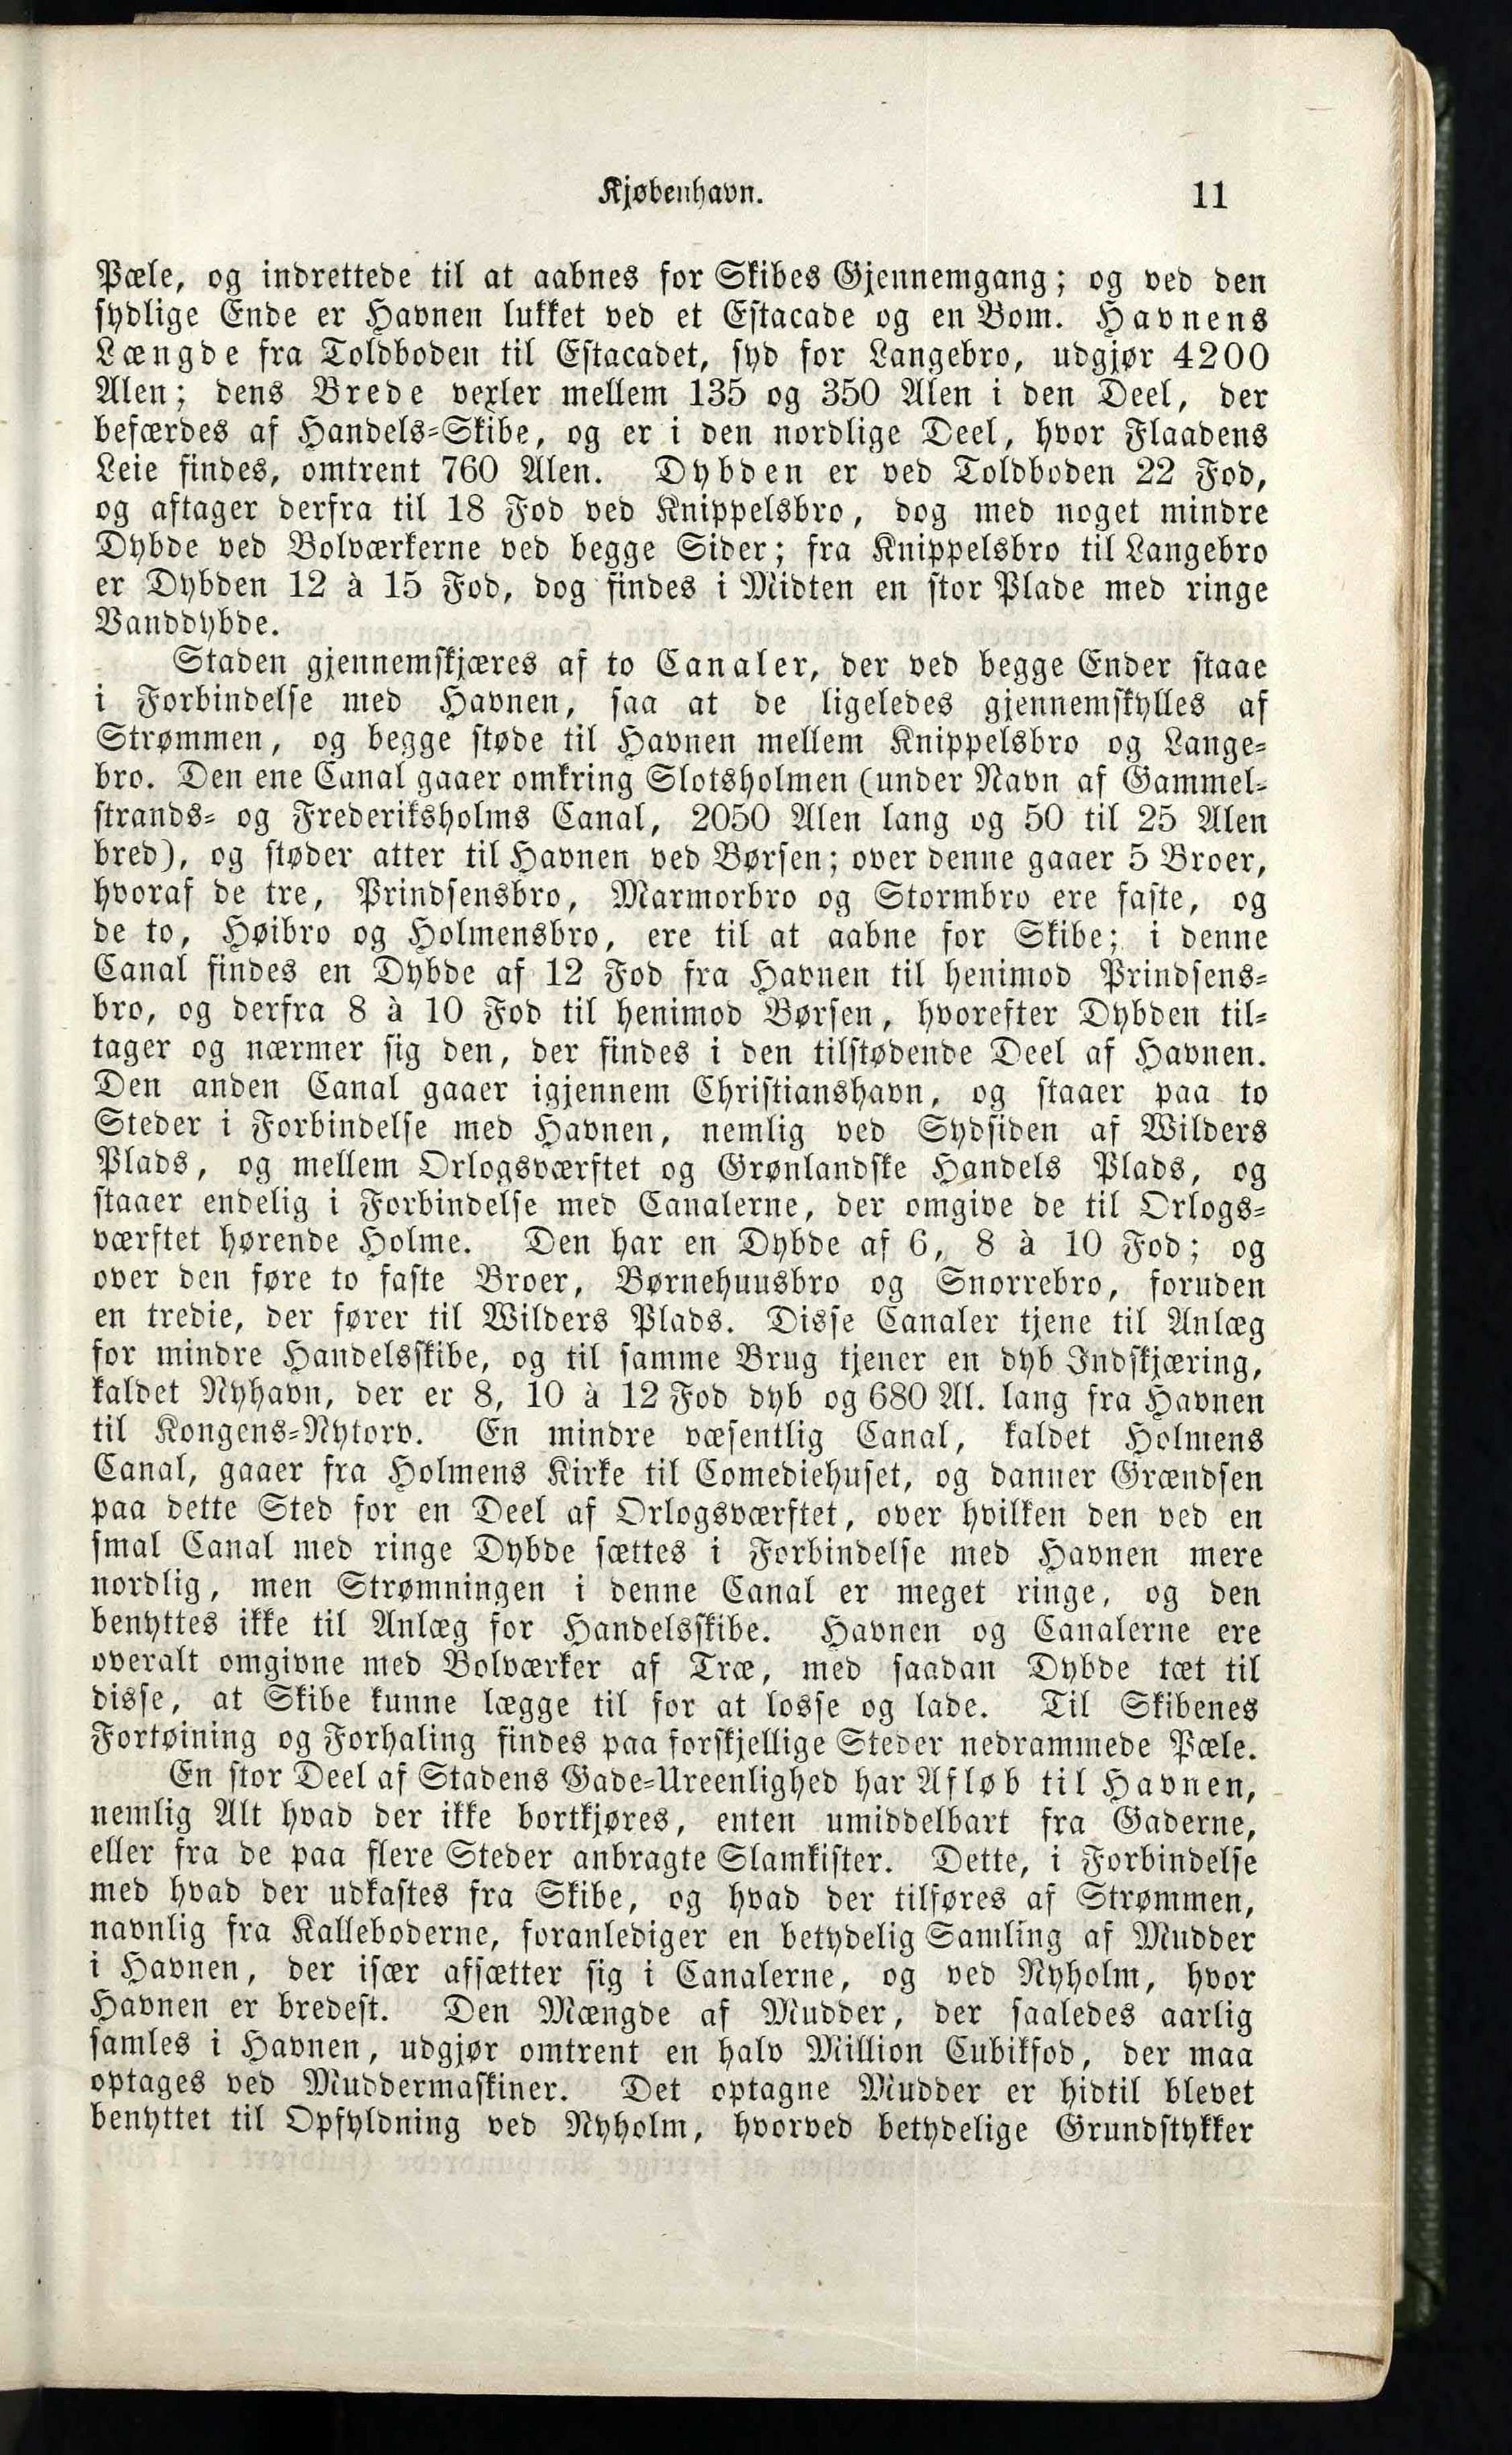 Kjøbenhavn. 11
Pæle, og indrettede til at aabnes for Skibes Gjennemgang; og ved den
sydlige Ende er Havnen lukket ved et Estacade og en Bom. Havnens
Længde fra Toldboden til Estacadet, syd for Langebro, udgjør 4200
Alen; dens Brede vexler mellem 135 og 350 Alen i den Deel, der
befærdes af Handels-Skibe, og er i den nordlige Deel, hvor Flaadens
Leie findes, omtrent 760 Alen. Dybden er ved Toldboden 22 Fod,
og aftager derfra til 18 Fod ved Knippelsbro, dog med noget mindre
Dybde ved Bolværkerne ved begge Sider; fra Knippelsbro til Langebro
er Dybden 12 à 15 Fod, dog findes i Midten en stor Plade med ringe
Vanddybde.
Staden gjennemskjæres af to Canaler, der ved begge Ender staae
i Forbindelse med Havnen, saa at de ligeledes gjennemskylles af
Strømmen, og begge støde til Havnen mellem Knippelsbro og Lange-
bro. Den ene Canal gaaer omkring Slotsholmen (under Navn af Gammel-
strands- og Frederiksholms Canal, 2050 Alen lang og 50 til 25 Alen
bred), og støder atter til Havnen ved Børsen; over denne gaaer 5 Broer,
hvoraf de tre, Prindsensbro, Marmorbro og Stormbro ere faste, og
de to, Høibro og Holmensbro, ere til at aabne for Skibe; i denne
Canal findes en Dybde af 12 Fod fra Havnen til henimod Prindsens-
bro, og derfra 8 à 10 Fod til henimod Børsen, hvorefter Dybden til-
tager og nærmer sig den, der findes i den tilstødende Deel af Havnen.
Den anden Canal gaaer igjennem Christianshavn, og staaer paa to
Steder i Forbindelse med Havnen, nemlig ved Sydsiden af Wilders
Plads, og mellem Orlogsværftet og Grønlandske Handels Plads, og
staaer endelig i Forbindelse med Canalerne, der omgive de til Orlogs-
værftet hørende Holme. Den har en Dybde af 6, 8 à 10 Fod; og
over den føre to faste Broer, Børnehuusbro og Snorrebro, foruden
en tredie, der fører til Wilders Plads. Disse Canaler tjene til Anlæg
for mindre Handelsskibe, og til samme Brug tjener en dyb Indskjæring,
kaldet Nyhavn, der er 8, 10 à 12 Fod dyb og 680 Al. lang fra Havnen
til Kongens-Nytorv. En mindre væsentlig Canal, kaldet Holmens
Canal, gaaer fra Holmens Kirke til Comediehuset, og danner Grændsen
paa dette Sted for en Deel af Orlogsværftet, over hvilken den ved en
smal Canal med ringe Dybde sættes i Forbindelse med Havnen mere
nordlig, men Strømningen i denne Canal er meget ringe, og den
benyttes ikke til Anlæg for Handelsskibe. Havnen og Canalerne ere
overalt omgivne med Bolværker af Træ, med saadan Dybde tæt til
disse, at Skibe kunne lægge til for at losse og lade. Til Skibenes
Fortøining og Forhaling findes paa forskjellige Steder nedrammede Pæle.
En stor Deel af Stadens Gade-Ureenlighed har Afløb til Havnen,
nemlig Alt hvad der ikke bortkjøres, enten umiddelbart fra Gaderne,
eller fra de paa flere Steder anbragte Slamkister. Dette, i Forbindelse
med hvad der udkastes fra Skibe, og hvad der tilføres af Strømmen,
navnlig fra Kalleboderne, foranlediger en betydelig Samling af Mudder
i Havnen, der især afsætter sig i Canalerne, og ved Nyholm, hvor
Havnen er bredest. Den Mængde af Mudder, der saaledes aarlig
samles i Havnen, udgjør omtrent en halv Million Cubikfod, der maa
optages ved Muddermaskiner. Det optagne Mudder er hidtil blevet
benyttet til Opfyldning ved Nyholm, hvorved betydelige Grundstykker